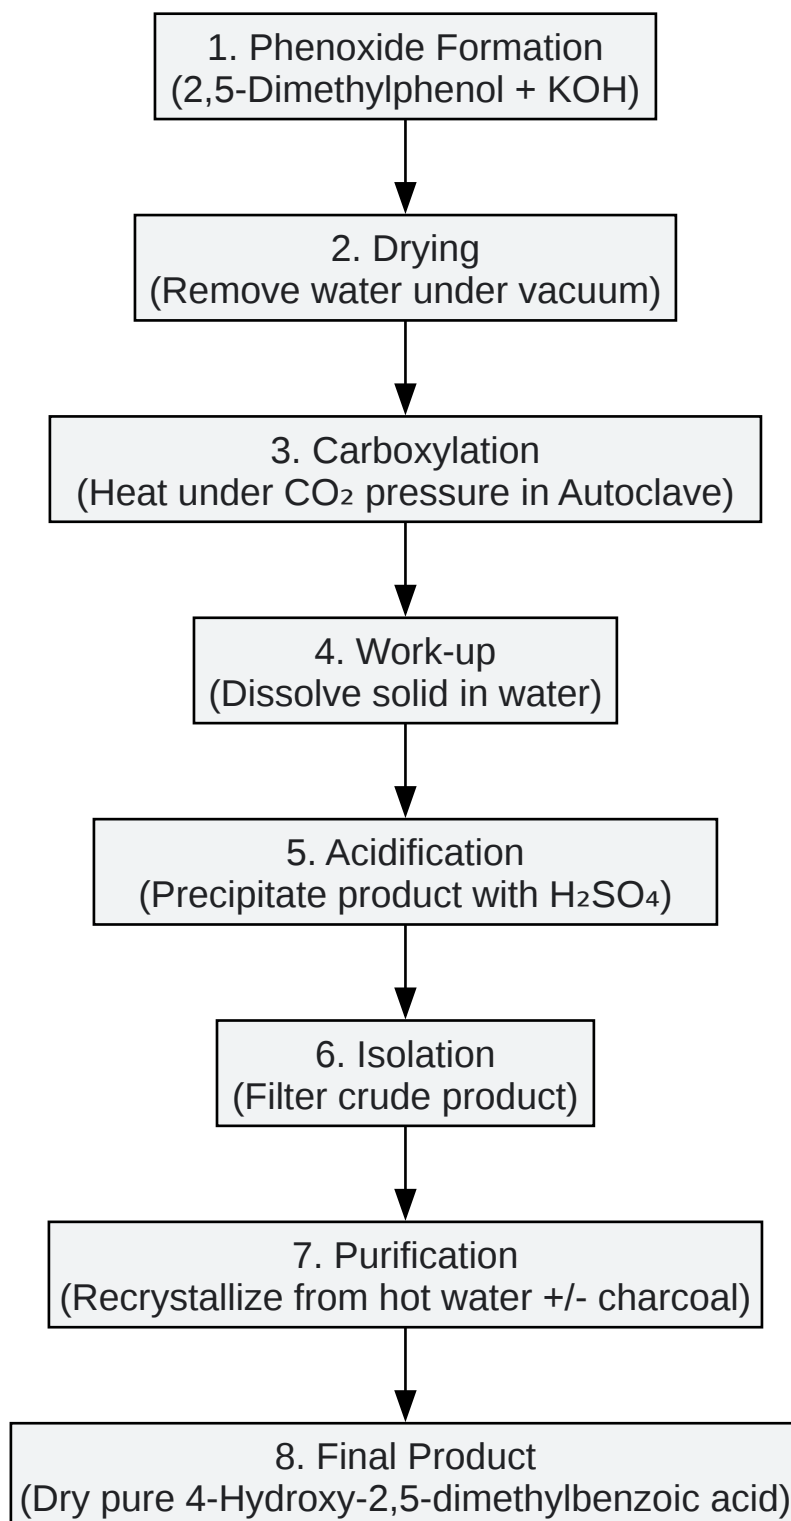 1. Phenoxide Formation
(2,5-Dimethylphenol + KOH)
2. Drying
(Remove water under vacuum)
3. Carboxylation
(Heat under CO₂ pressure in Autoclave)
4. Work-up
(Dissolve solid in water)
5. Acidification
(Precipitate product with H₂SO₄)
6. Isolation
(Filter crude product)
7. Purification
(Recrystallize from hot water +/- charcoal)
8. Final Product
(Dry pure 4-Hydroxy-2,5-dimethylbenzoic acid)